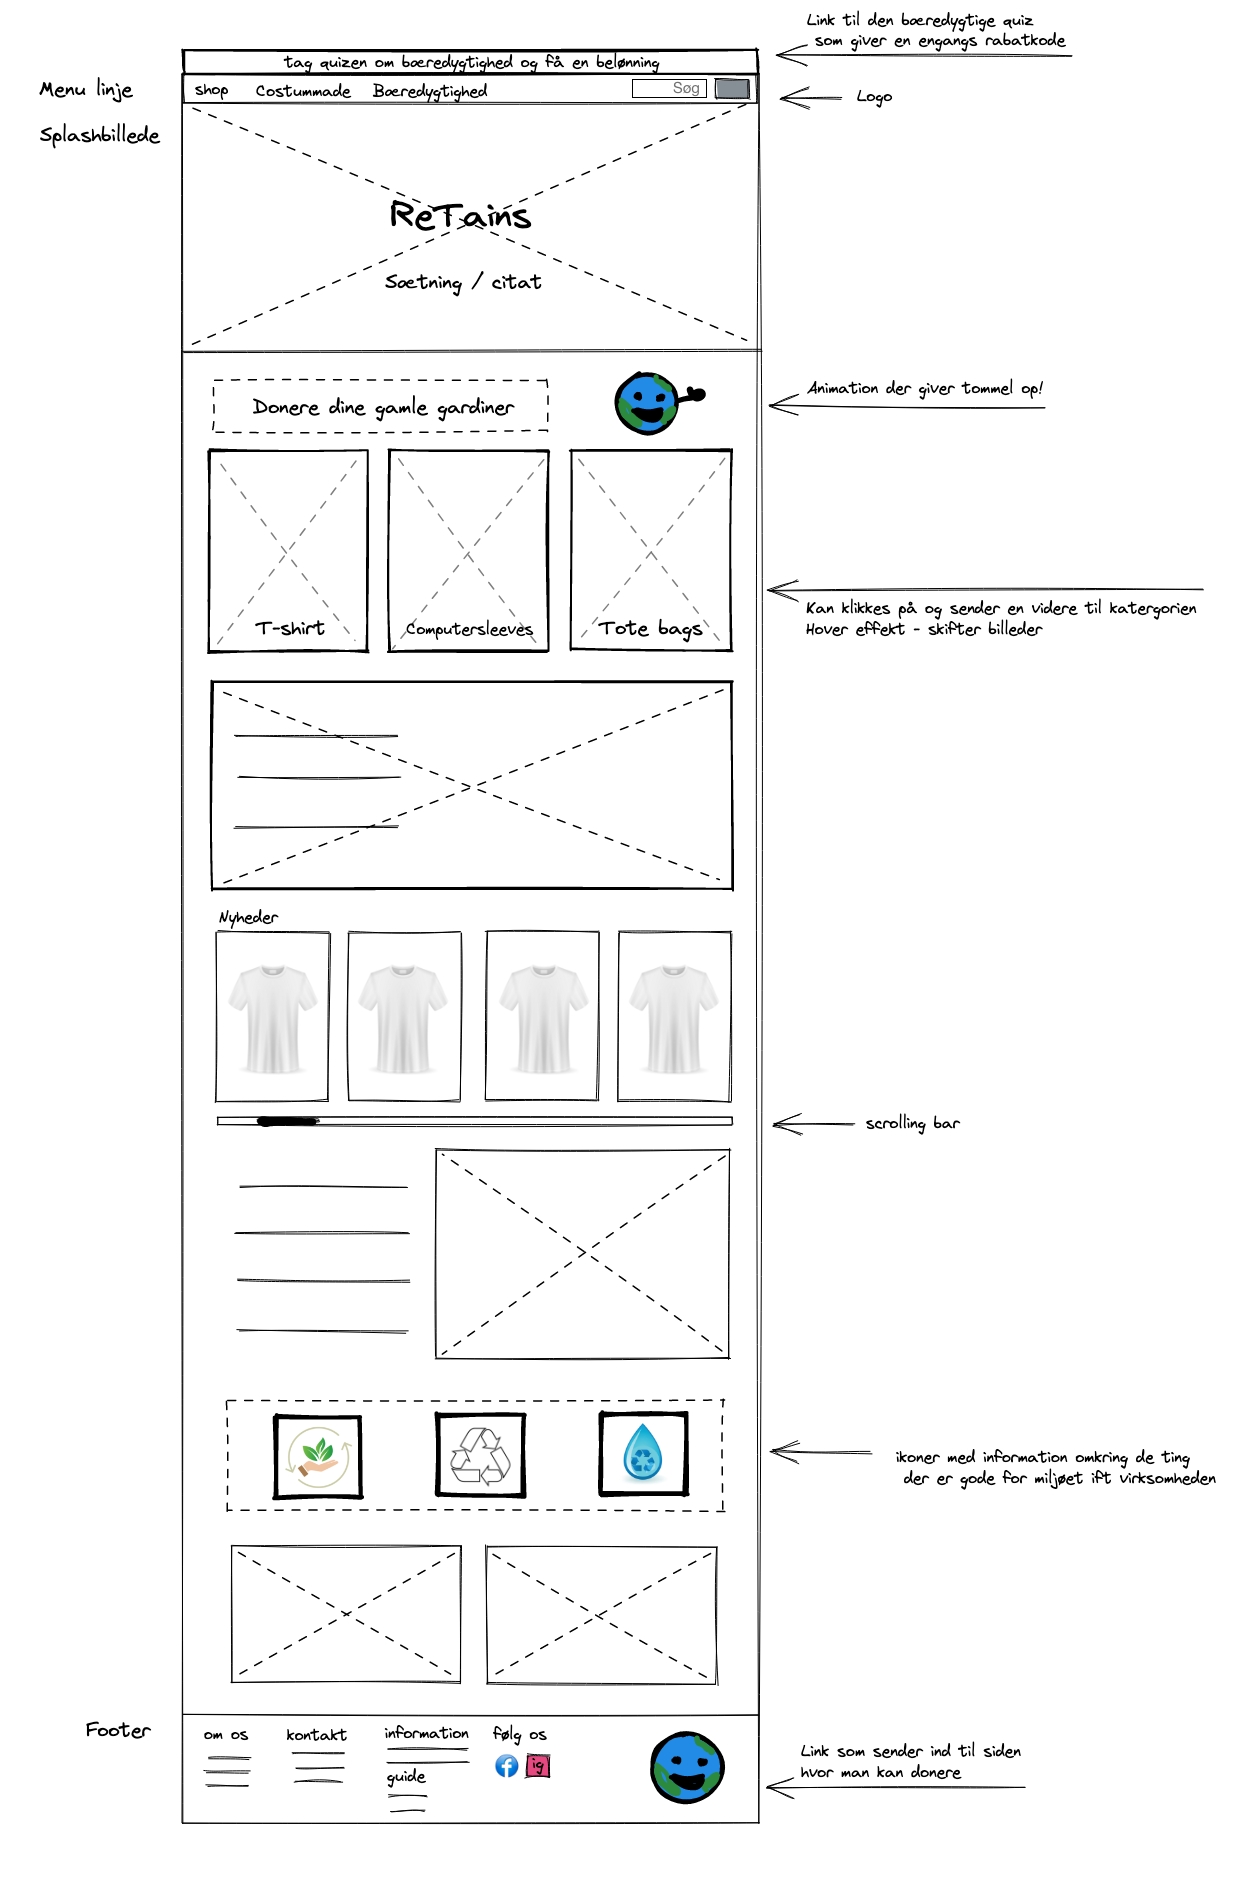 Link til den bæredygtige quiz
som giver en engangs rabatkode
tag quizen om bæredygtighed og få en belønning
Menu linje
shop
Costummade
Bæredygtighed
Søg
Logo
Splashbillede
ReTains
Sætning / citat
Donere dine gamle gardiner
Animation der giver tommel op!
T-shirt
Computersleeves
Tote bags
Kan klikkes på og sender en videre til katergorien
Hover effekt - skifter billeder
Nyheder
scrolling bar
ikoner med information omkring de ting
der er gode for miljøet ift virksomheden
Footer
om os
kontakt
information
følg os
f
ig
guide
Link som sender ind til siden
hvor man kan donere